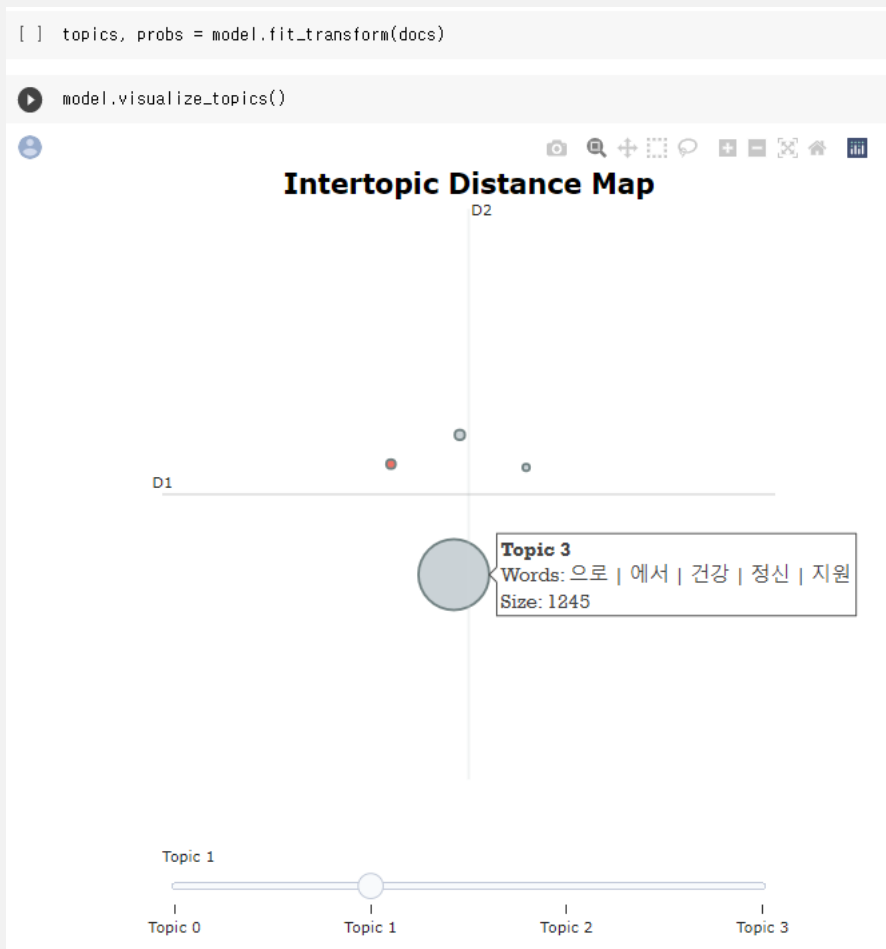 [ ] topics, probs = model.fit_transform(docs)
model.visualize_topics()
Intertopic Distance Map
D2
D1
Topic 3
Words: 으로 | 에서 | 건강 | 정신 | 지원
Size: 1245
Topic 1
Topic 0 Topic 1 Topic 2 Topic 3